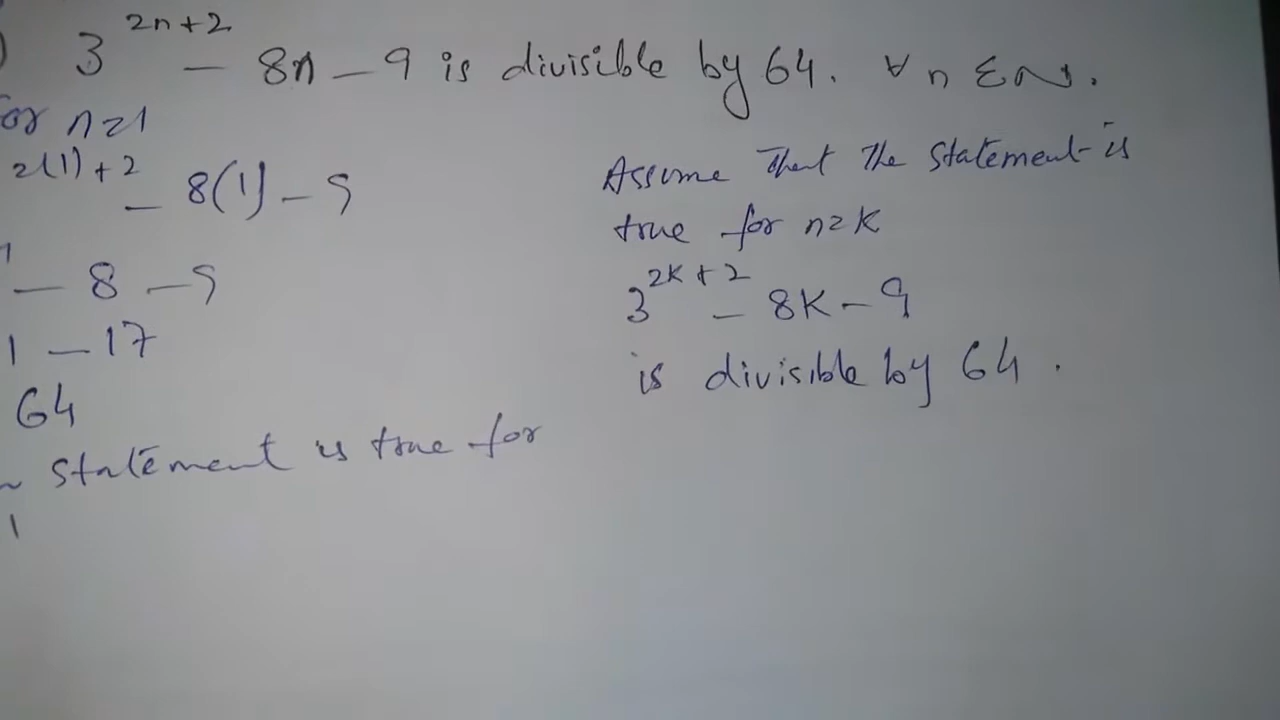 ) 3^{2n+2} - 8n - 9 is divisible by 64. ∀ n ∈ N.
or n=1
2(1)+2 - 8(1) - 9
- 8 - 9
1 - 17
64
statement is true for
1
Assume that the statement is
true for n=k
3^{2k+2} - 8k - 9
is divisible by 64.